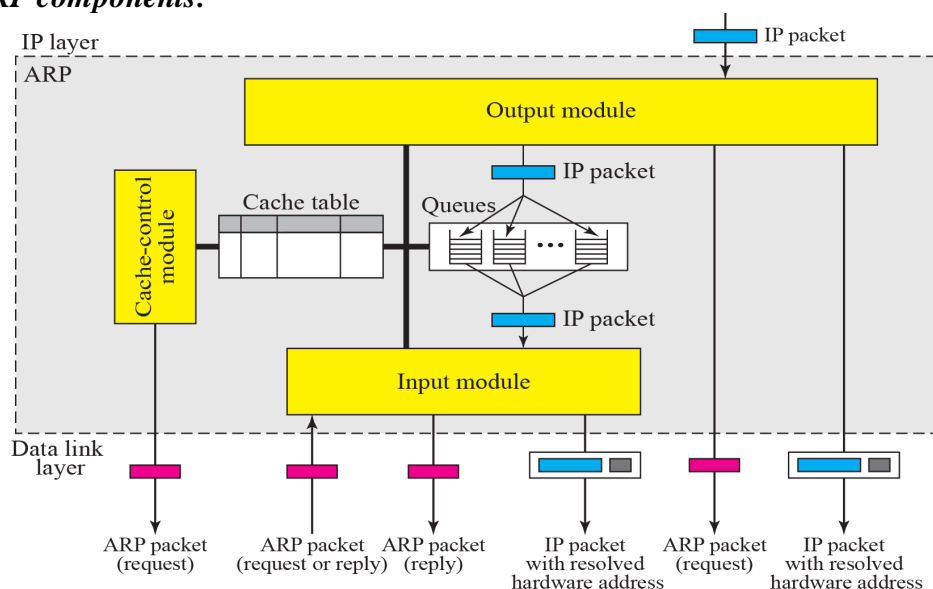 RP components.
IP layer
IP packet
ARP
Output module
IP packet
Cache-control
module
Cache table
Queues
IP packet
Input module
Data link
layer
ARP packet
(request)
ARP packet
(request or reply)
ARP packet
(reply)
IP packet
with resolved
hardware address
ARP packet
(request)
IP packet
with resolved
hardware address